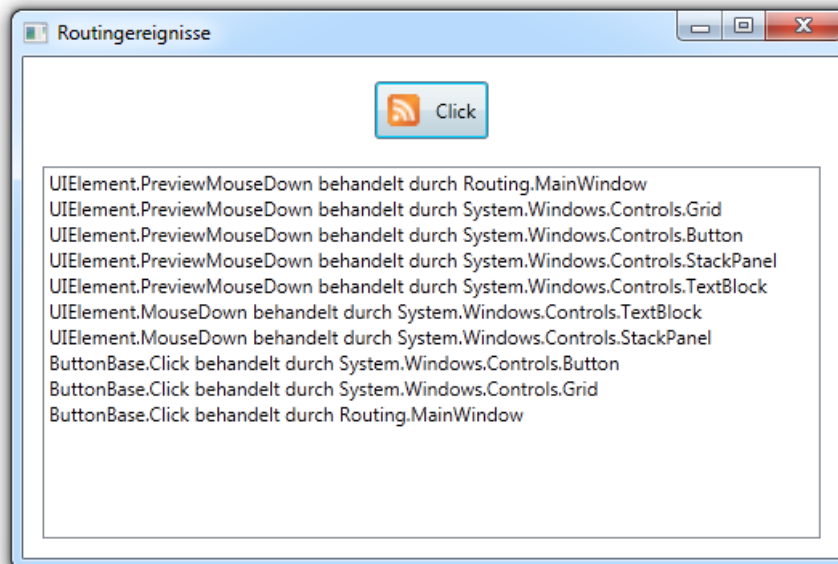 Routingereignisse
Click
UIElement.PreviewMouseDown behandelt durch Routing.MainWindow
UIElement.PreviewMouseDown behandelt durch System.Windows.Controls.Grid
UIElement.PreviewMouseDown behandelt durch System.Windows.Controls.Button
UIElement.PreviewMouseDown behandelt durch System.Windows.Controls.StackPanel
UIElement.PreviewMouseDown behandelt durch System.Windows.Controls.TextBlock
UIElement.MouseDown behandelt durch System.Windows.Controls.TextBlock
UIElement.MouseDown behandelt durch System.Windows.Controls.StackPanel
ButtonBase.Click behandelt durch System.Windows.Controls.Button
ButtonBase.Click behandelt durch System.Windows.Controls.Grid
ButtonBase.Click behandelt durch Routing.MainWindow